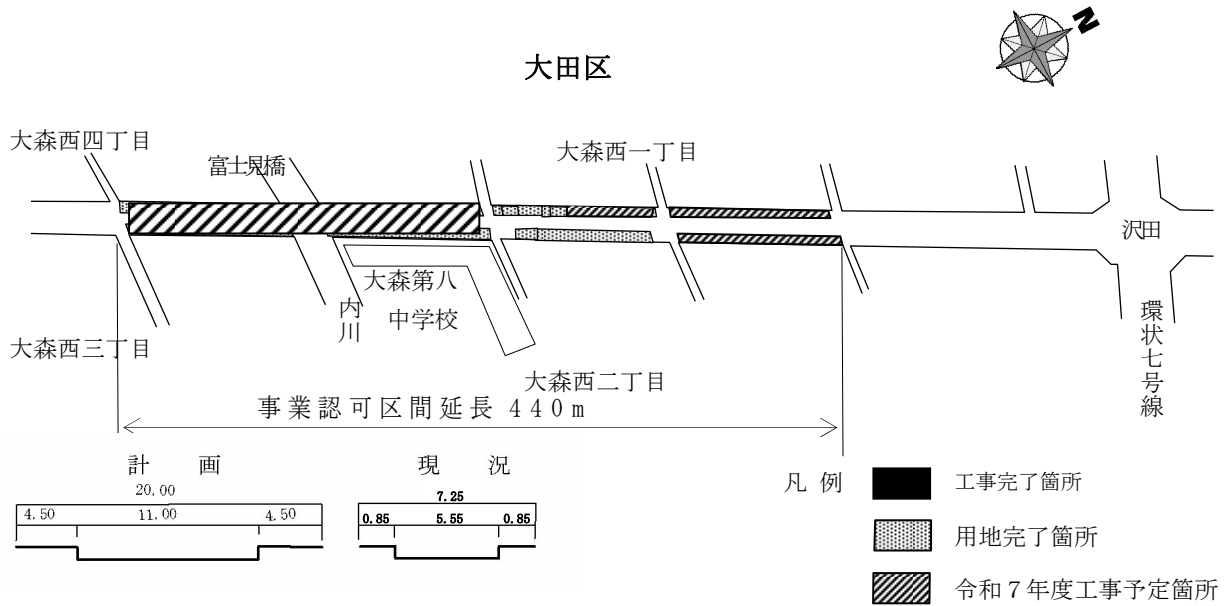 N
大田区
大森西四丁目
富士見橋
大森西一丁目
沢田
大森第八
中学校
内川
環状七号線
大森西三丁目
大森西二丁目
事業認可区間延長 440m
計 画
20.00
4.50 11.00 4.50
現 況
7.25
0.85 5.55 0.85
凡 例
工事完了箇所
用地完了箇所
令和7年度工事予定箇所